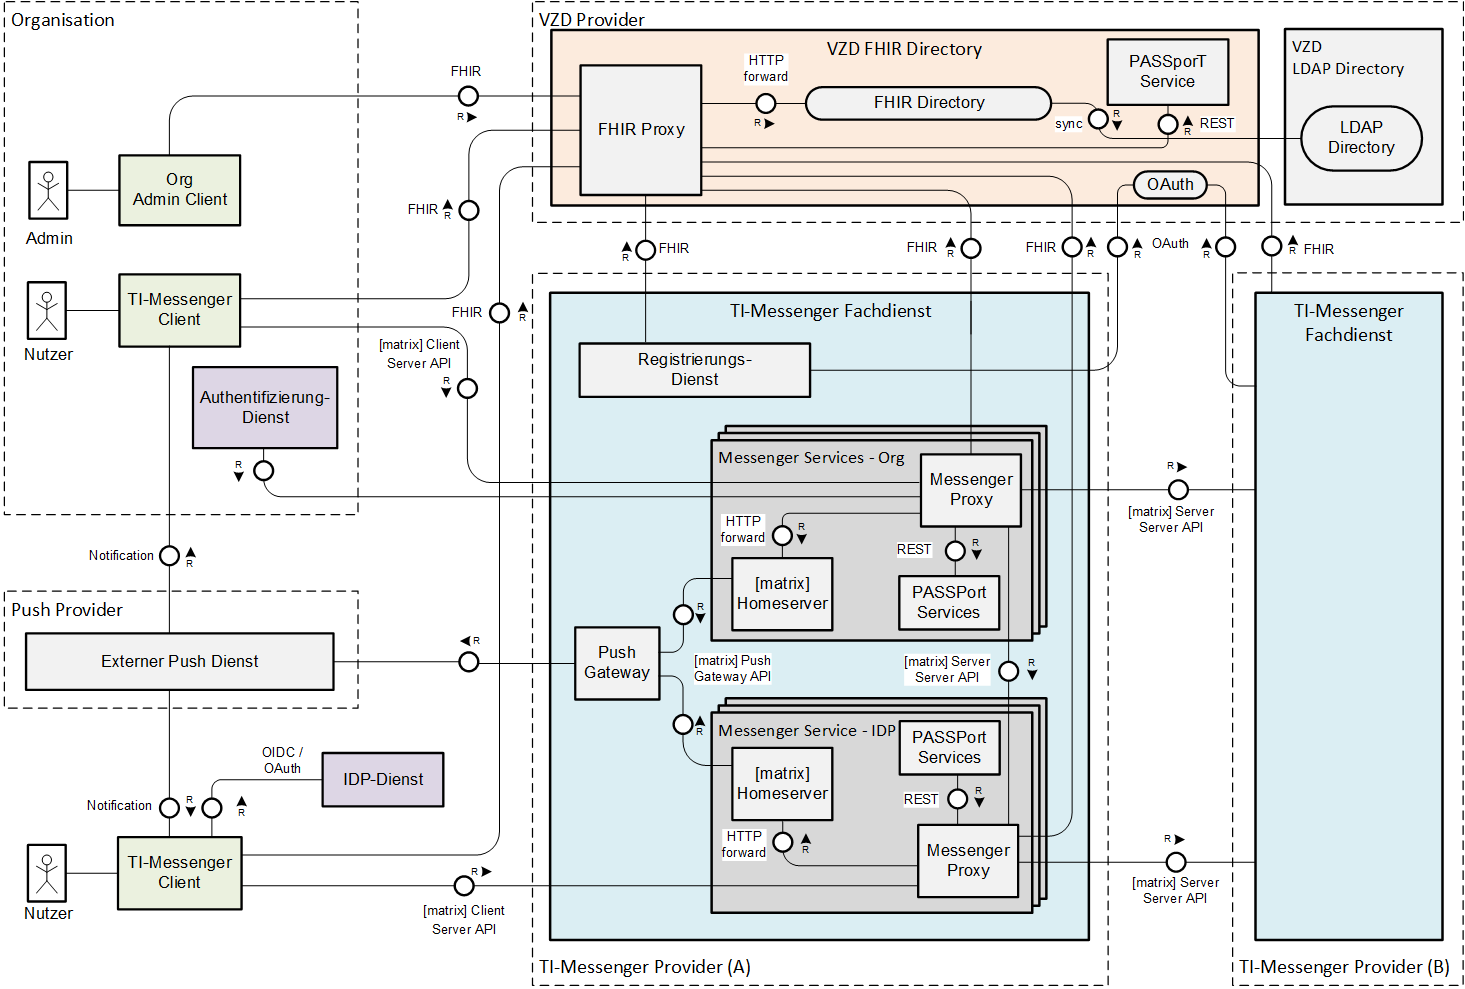 Organisation
VZD Provider
VZD FHIR Directory
VZD
LDAP Directory
PASSporT
Service
HTTP
forward
FHIR
R
FHIR Proxy
R
FHIR Directory
sync
R
R
REST
LDAP
Directory
Org
Admin Client
Admin
OAuth
FHIR
R
R
FHIR
FHIR
R
FHIR
R
R
OAuth
R
R
FHIR
TI-Messenger
Client
Nutzer
FHIR
R
[matrix] Client
Server API
R
TI-Messenger Fachdienst
TI-Messenger
Fachdienst
Registrierungs-
Dienst
Authentifizierung-
Dienst
R
Messenger Services - Org
Messenger
Proxy
R
[matrix] Server
Server API
HTTP
forward
R
REST
R
[matrix]
Homeserver
PASSPort
Services
Notification
R
Push Provider
Externer Push Dienst
R
Push
Gateway
R
[matrix] Push
Gateway API
[matrix] Server
Server API
R
R
Messenger Service - IDP
PASSPort
Services
[matrix]
Homeserver
REST
R
HTTP
forward
R
Messenger
Proxy
R
[matrix] Server
Server API
OIDC /
OAuth
IDP-Dienst
Notification
R
R
TI-Messenger
Client
Nutzer
R
[matrix] Client
Server API
TI-Messenger Provider (A)
TI-Messenger Provider (B)